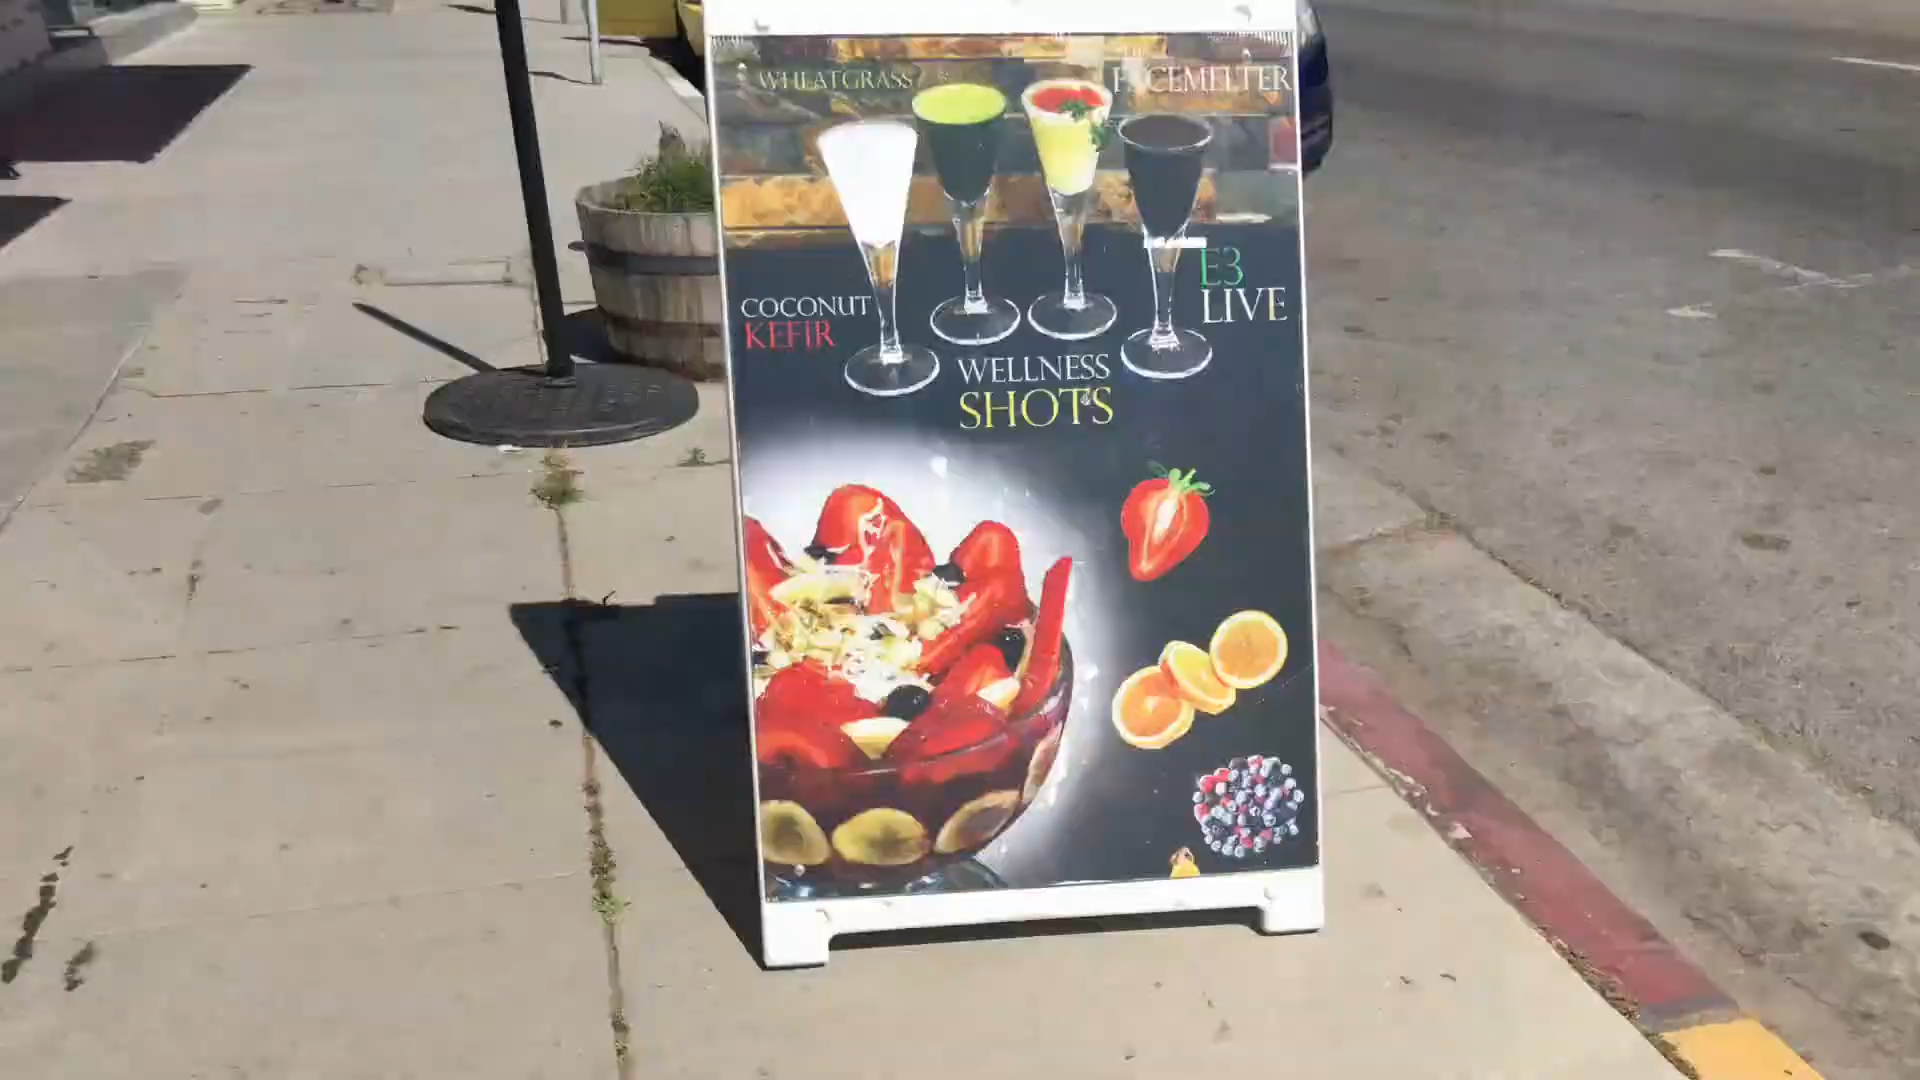 WHEATGRASS
FACEMELTER
COCONUT
KEFIR
E3
LIVE
WELLNESS
SHOTS